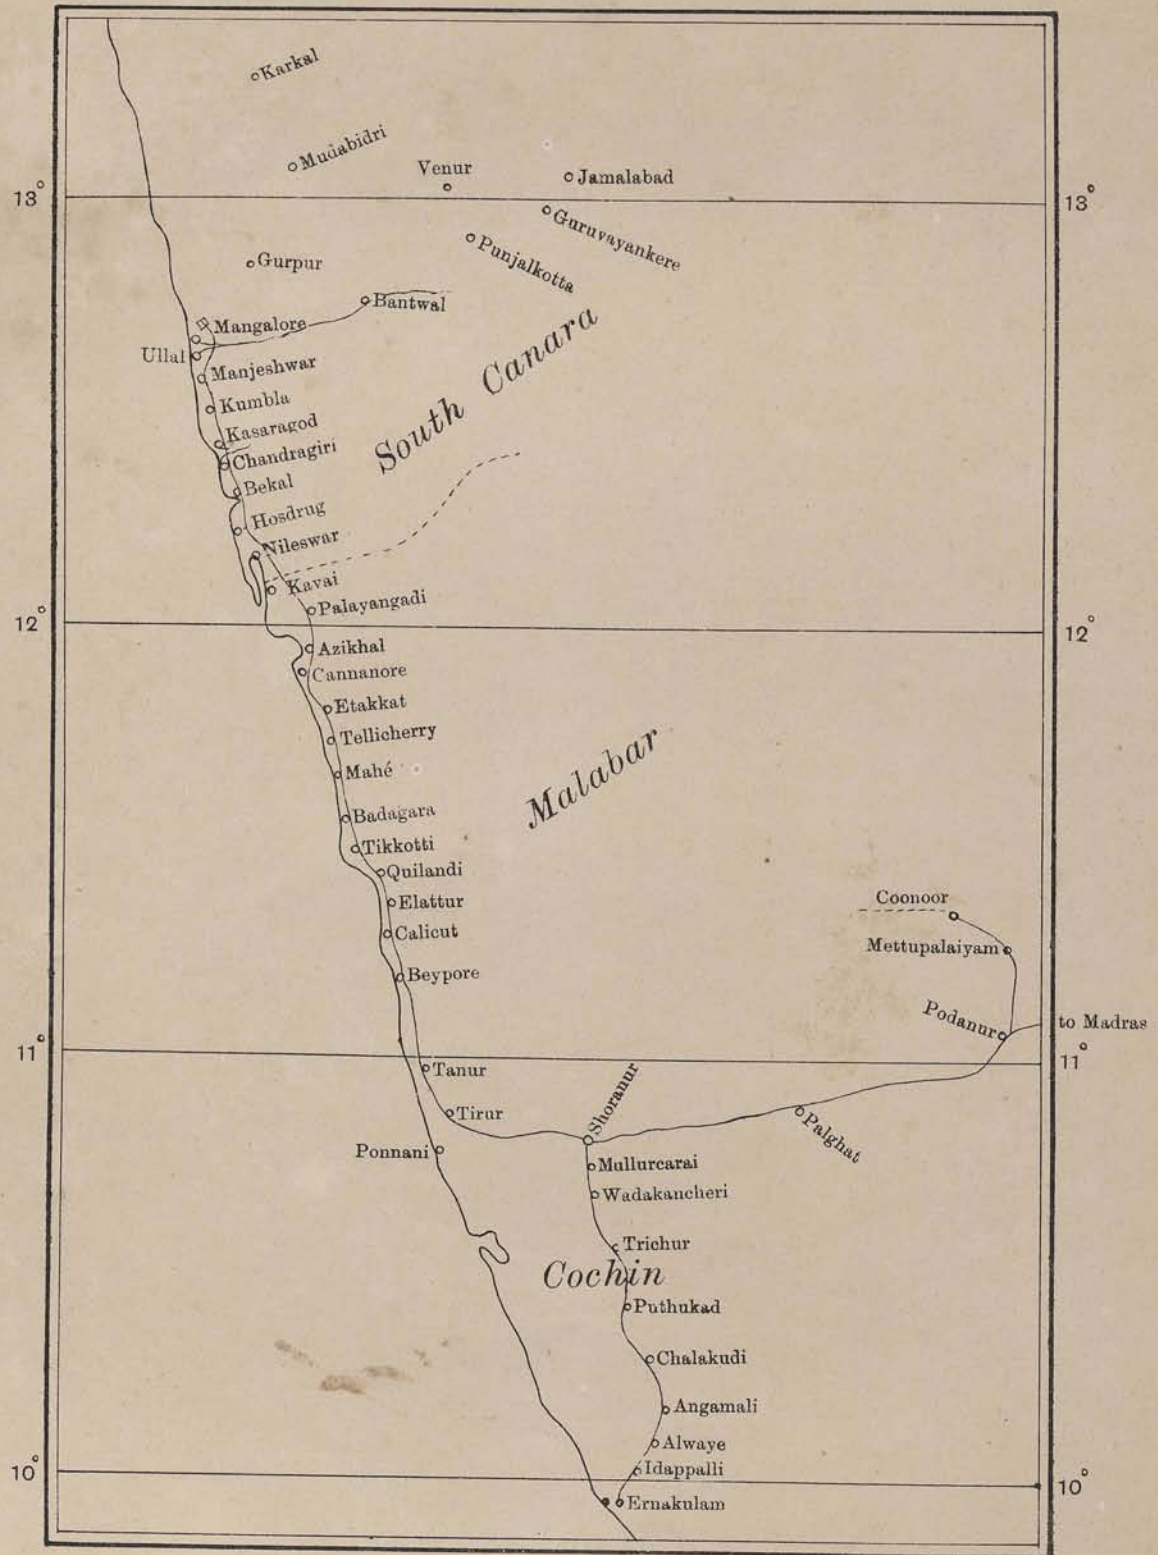 Karkal
Mudabidri
Venur
Jamalabad
13° 13°
Guruvayankere
Punjalkotta
Gurpur
Bantwal
Mangalore
Ullal
Manjeshwar
South Canara
Kumbla
Kasaragod
Chandragiri
Bekal
Hosdrug
Nileswar
Kavai
Palayangadi
12° 12°
Azikhal
Cannanore
Etakkat
Tellicherry
Malabar
Mahé
Badagara
Tikkotti
Quilandi
Elattur
Calicut
Coonoor
Mettupalaiyam
Beypore
Podanur
to Madras
11° 11°
Tanur
Tirur
Shoranur
Palghat
Ponnani
Mullurcarai
Wadakancheri
Trichur
Cochin
Puthukad
Chalakudi
Angamali
Alwaye
Idappalli
10° 10°
Ernakulam